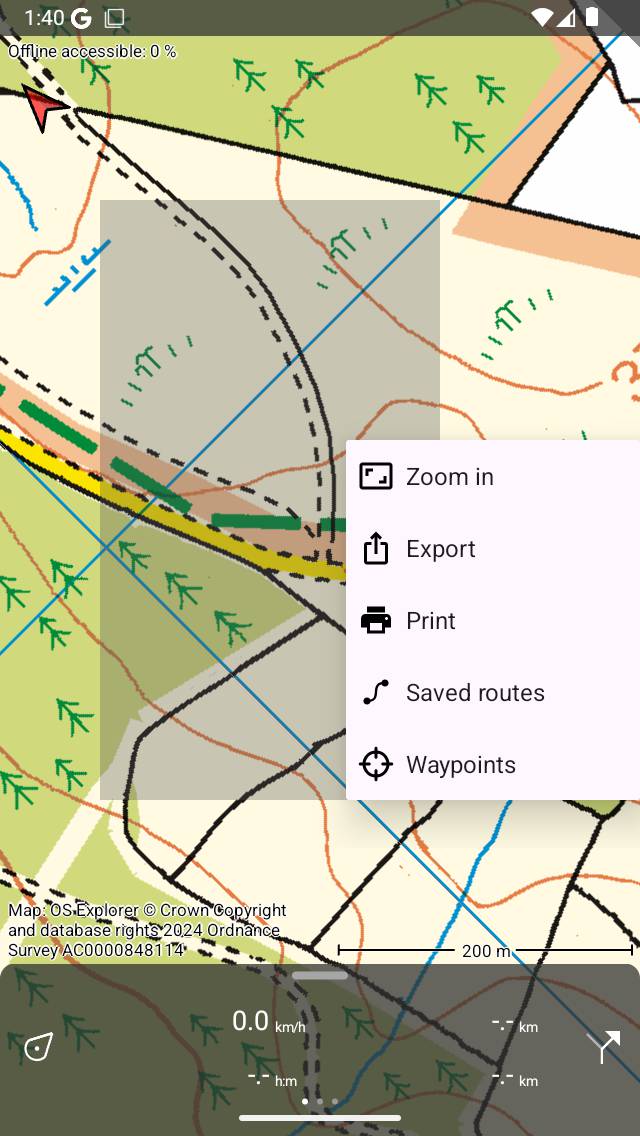 1:40
Offline accessible: 0 %
Zoom in
Export
Print
Saved routes
Waypoints
Map: OS Explorer © Crown Copyright
and database rights 2024 Ordnance
Survey AC0000848114
200 m
0.0 km/h
-.- km
-:- h:m
-.- km